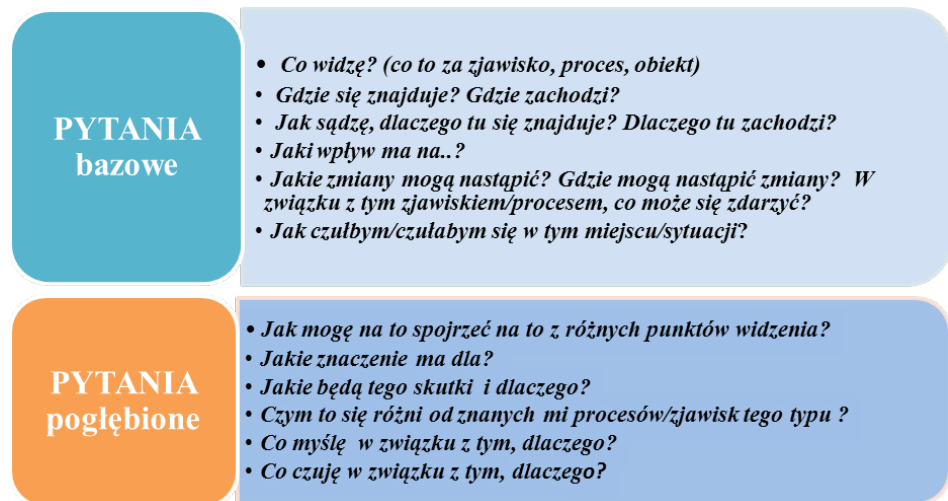 PYTANIA
bazowe
• Co widzę? (co to za zjawisko, proces, obiekt)
• Gdzie się znajduje? Gdzie zachodzi?
• Jak sądzę, dlaczego tu się znajduje? Dlaczego tu zachodzi?
• Jaki wpływ ma na..?
• Jakie zmiany mogą nastąpić? Gdzie mogą nastąpić zmiany? W
związku z tym zjawiskiem/procesem, co może się zdarzyć?
• Jak czułbym/czułabym się w tym miejscu/sytuacji?
PYTANIA
pogłębione
• Jak mogę na to spojrzeć na to z różnych punktów widzenia?
• Jakie znaczenie ma dla?
• Jakie będą tego skutki i dlaczego?
• Czym to się różni od znanych mi procesów/zjawisk tego typu ?
• Co myślę w związku z tym, dlaczego?
• Co czuję w związku z tym, dlaczego?